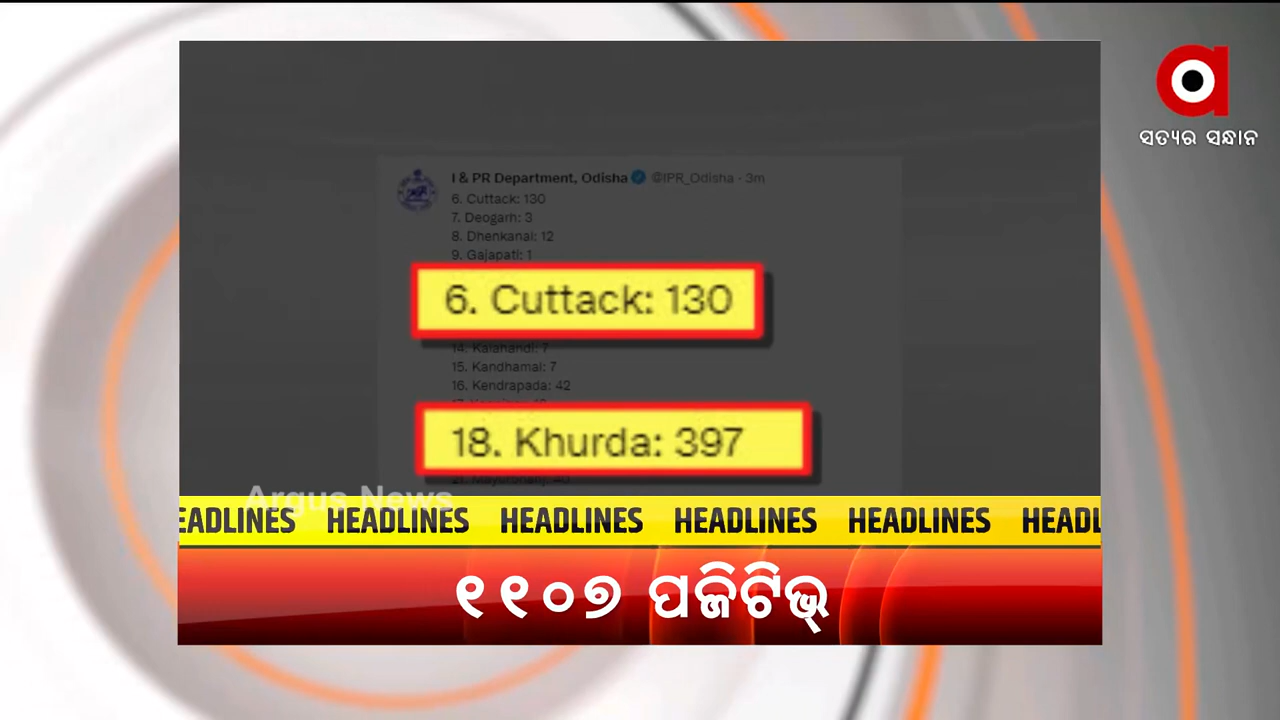 ସତ୍ୟର ସନ୍ଧାନ
I & PR Department, Odisha @IPR_Odisha · 3m
6. Cuttack: 130
7. Deogarh: 3
8. Dhenkanal: 12
9. Gajapati: 1
6. Cuttack: 130
14. Kalahandi: 7
15. Kandhamal: 7
16. Kendrapada: 42
18. Khurda: 397
Argus News
EADLINES HEADLINES HEADLINES HEADLINES HEADLINES HEADL
୧୧୦୭ ପଜିଟିଭ୍